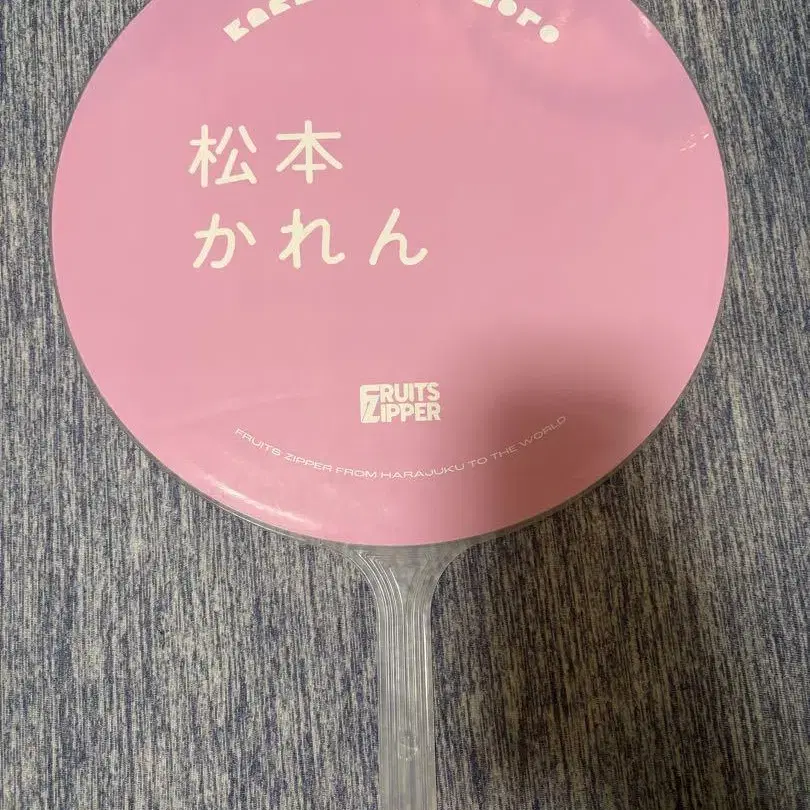 松本
かれん
FRUITS
ZIPPER
FRUITS ZIPPER FROM HARAJUKU TO THE WORLD